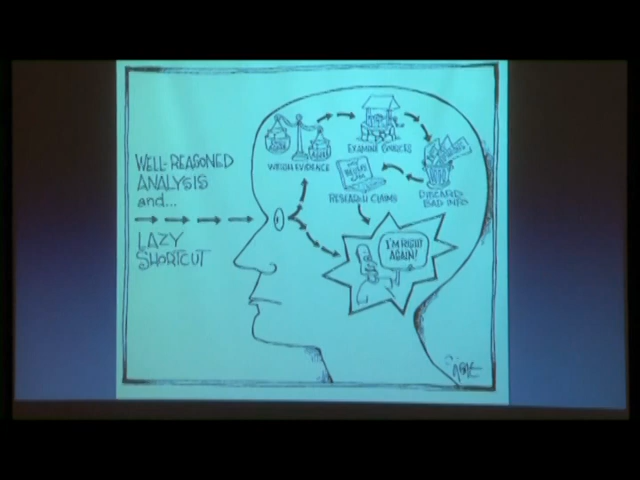 WELL-REASONED
ANALYSIS
and...
LAZY
SHORTCUT
WEIGH EVIDENCE
EXAMINE SOURCES
DISCARD
BAD INFO
RESEARCH CLAIMS
I'M RIGHT
AGAIN!